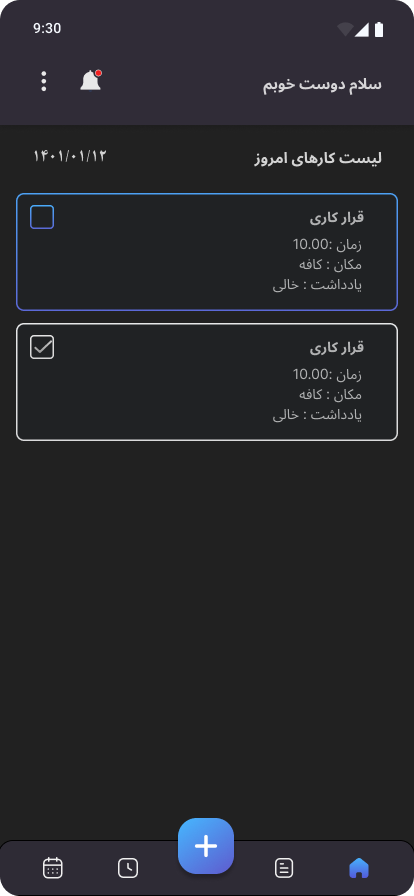 9:30
سلام دوست خوبم
لیست کارهای امروز
۱۴۰۱/۰۱/۱۲
قرار کاری
زمان :10.00
مکان : کافه
یادداشت : خالی
قرار کاری
زمان :10.00
مکان : کافه
یادداشت : خالی